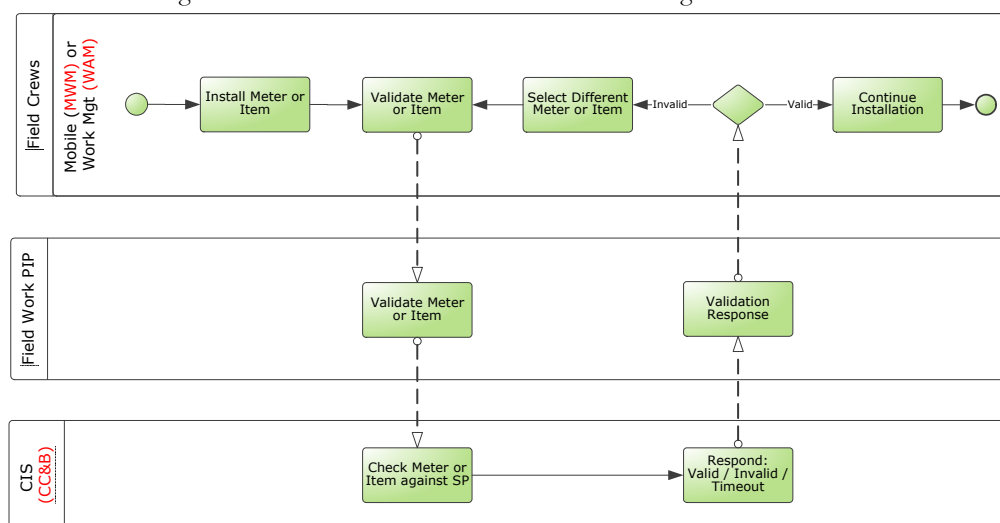 Field Crews
Mobile (MWM) or
Work Mgt (WAM)
Install Meter or
Item
Validate Meter
or Item
Select Different
Meter or Item
Invalid
Valid
Continue
Installation
Field Work PIP
Validate Meter
or Item
Validation
Response
CIS
(CC&B)
Check Meter or
Item against SP
Respond:
Valid / Invalid /
Timeout